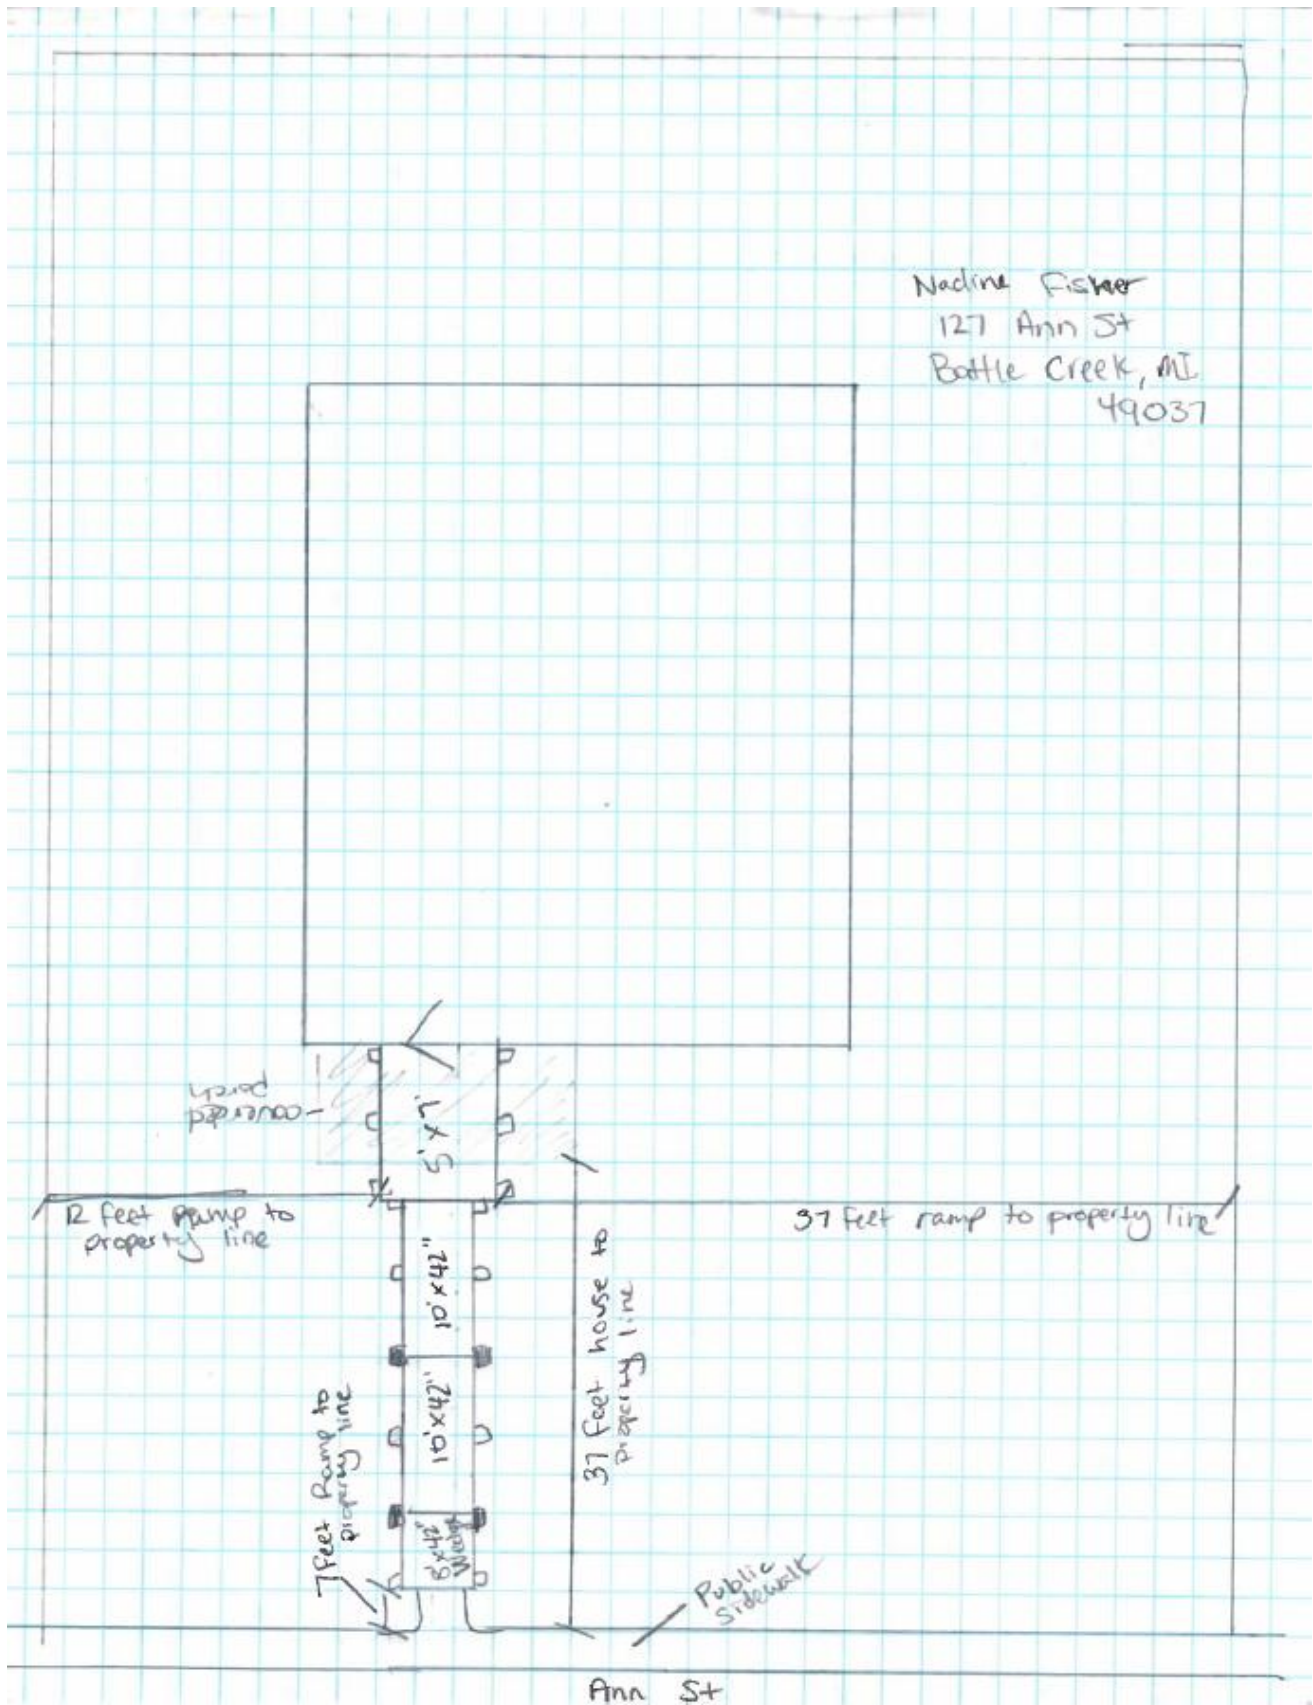 Nadine Fisher
127 Ann St
Battle Creek, MI
49037
covered
porch
5'x7'
12 feet ramp to
property line
37 feet ramp to property line
10'x42"
10'x42"
8'x42"
37 feet house to
property line
7 feet Ramp to
property line
Public
Sidewalk
Ann St